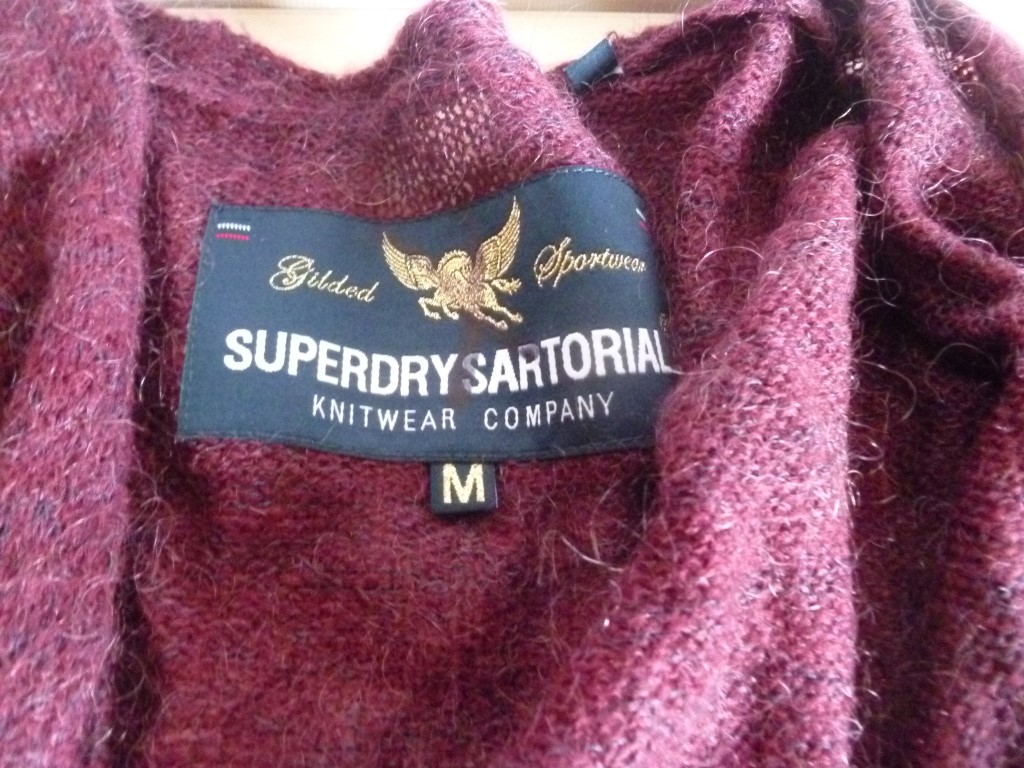 Gilded Sportwear
SUPERDRY SARTORIAL
KNITWEAR COMPANY
M